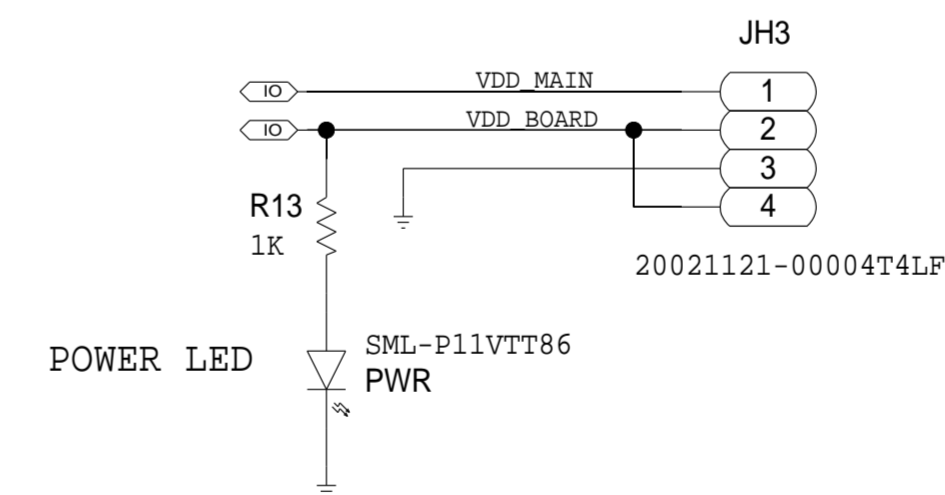 JH3
IO
VDD_MAIN
1
IO
VDD_BOARD
2
3
4
R13
1K
20021121-00004T4LF
POWER LED
SML-P11VTT86
PWR